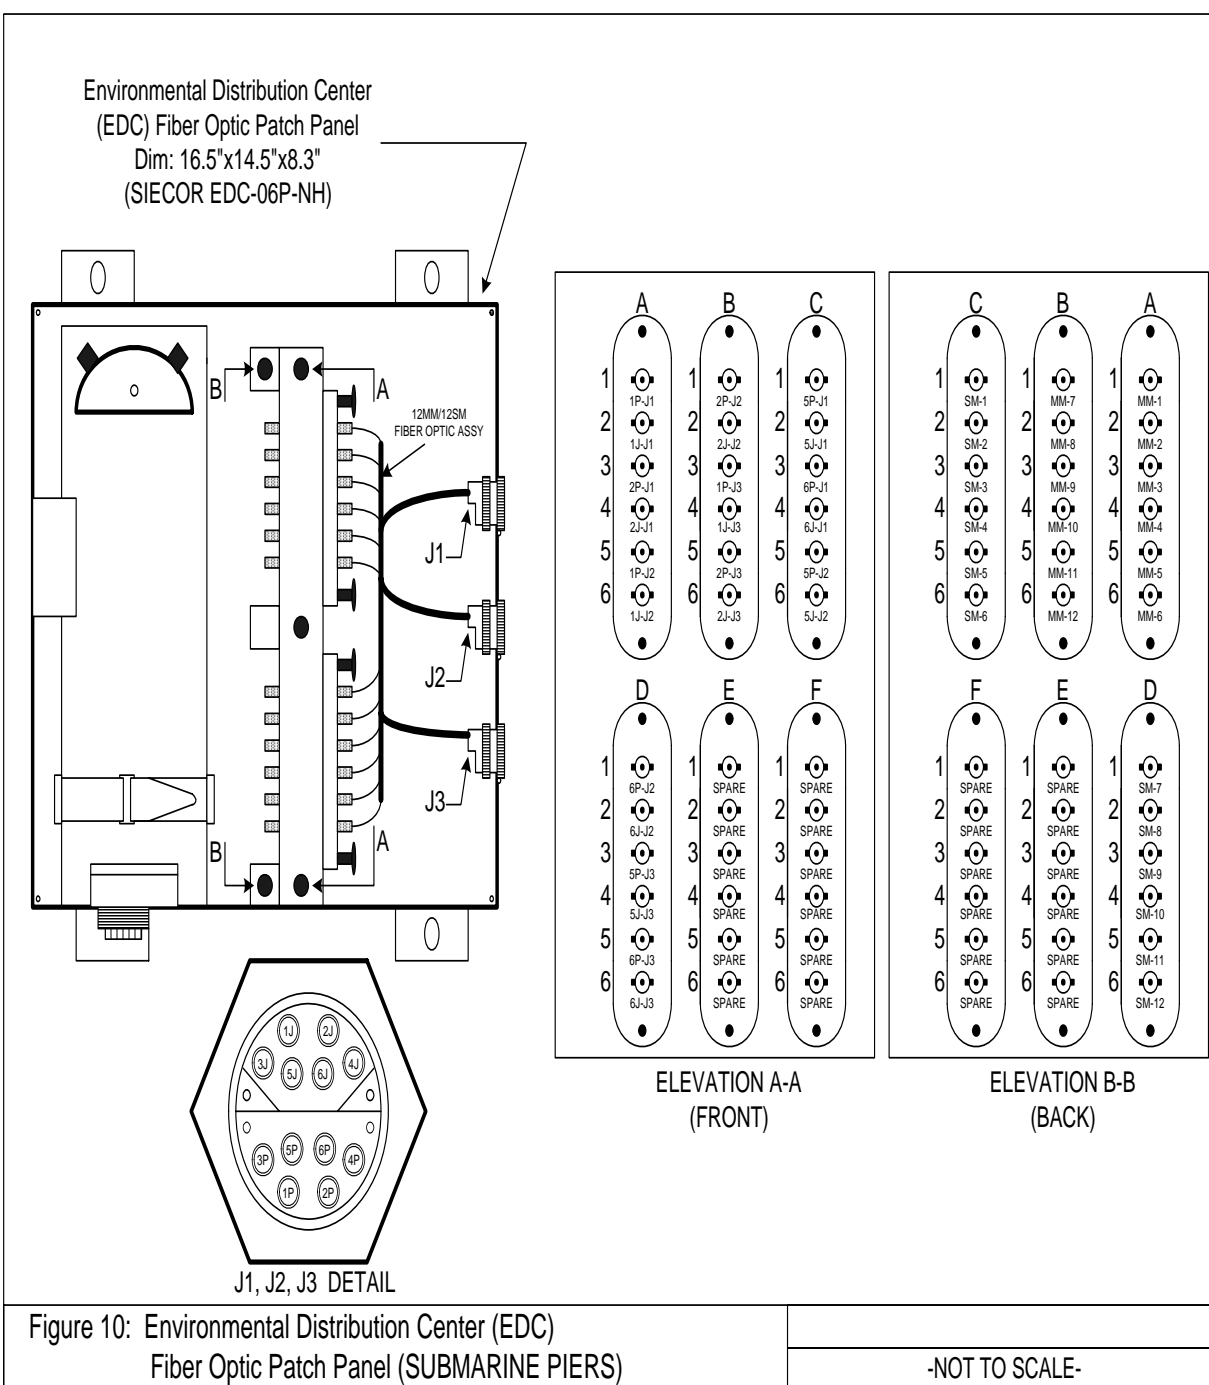 Environmental Distribution Center
(EDC) Fiber Optic Patch Panel
Dim: 16.5"x14.5"x8.3"
(SIECOR EDC-06P-NH)
B
A
12MM/12SM
FIBER OPTIC ASSY
J1
J2
J3
B
A
A B C
1 1P-J1 1 2P-J2 1 5P-J1
2 1J-J1 2 2J-J2 2 5J-J1
3 2P-J1 3 1P-J3 3 6P-J1
4 2J-J1 4 1J-J3 4 6J-J1
5 1P-J2 5 2P-J3 5 5P-J2
6 1J-J2 6 2J-J3 6 5J-J2
D E F
1 6P-J2 1 SPARE 1 SPARE
2 6J-J2 2 SPARE 2 SPARE
3 5P-J3 3 SPARE 3 SPARE
4 5J-J3 4 SPARE 4 SPARE
5 6P-J3 5 SPARE 5 SPARE
6 6J-J3 6 SPARE 6 SPARE
ELEVATION A-A
(FRONT)
C B A
1 SM-1 1 MM-7 1 MM-1
2 SM-2 2 MM-8 2 MM-2
3 SM-3 3 MM-9 3 MM-3
4 SM-4 4 MM-10 4 MM-4
5 SM-5 5 MM-11 5 MM-5
6 SM-6 6 MM-12 6 MM-6
F E D
1 SPARE 1 SPARE 1 SM-7
2 SPARE 2 SPARE 2 SM-8
3 SPARE 3 SPARE 3 SM-9
4 SPARE 4 SPARE 4 SM-10
5 SPARE 5 SPARE 5 SM-11
6 SPARE 6 SPARE 6 SM-12
ELEVATION B-B
(BACK)
1J 2J
3J 5J 6J 4J
3P 5P 6P 4P
1P 2P
J1, J2, J3 DETAIL
Figure 10: Environmental Distribution Center (EDC)
Fiber Optic Patch Panel (SUBMARINE PIERS)
-NOT TO SCALE-